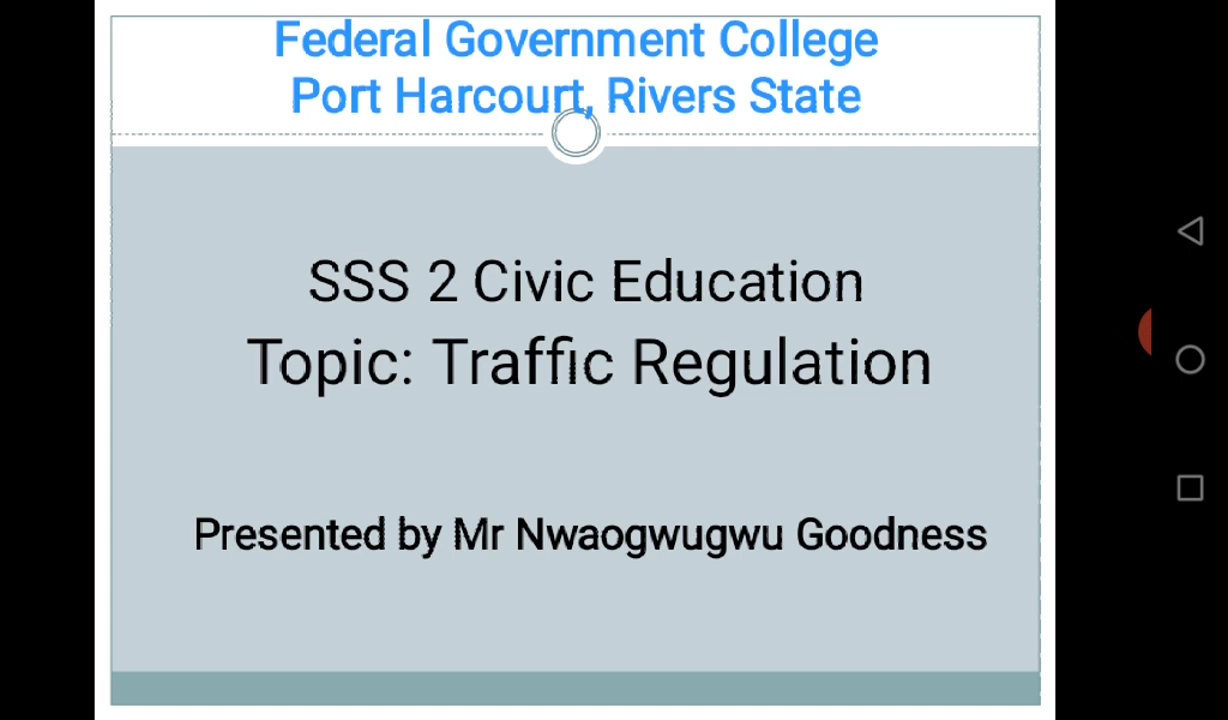 Federal Government College
Port Harcourt, Rivers State
SSS 2 Civic Education
Topic: Traffic Regulation
Presented by Mr Nwaogwugwu Goodness